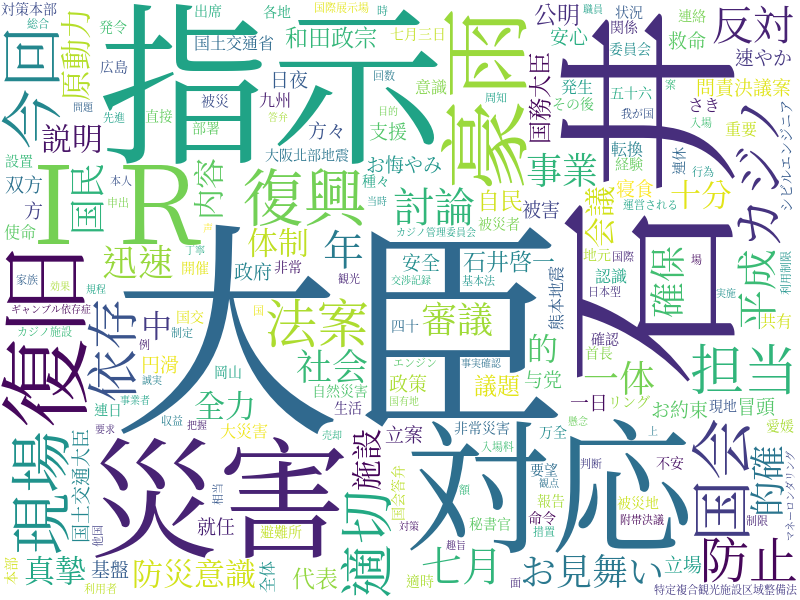 対策本部
総合
発令
出席
各地
国際展示場
時
公明
状況
連絡
職員
反対
今回
原動力
広島
問題
国土交通省
和田政宗
七月三日
関係
安心
委員会
救命
速やか
指示
豪雨
石井
国務大臣
発生
その後
案
問責決議案
先進
直接
被災
日夜
回数
意識
周知
五十六
我が国
さき
入場
シビルエンジニア
説明
部署
九州
答弁
目的
方々
支援
転換
連休
重要
設置
大阪北部地震
お悔やみ
事業
経験
行為
カジノ
双方
本人
国民
内容
種々
運営される
寝食
十分
方
申出
IR
復興
討論
自民
被害
会議
使命
当時
被災者
声
カジノ管理委員会
迅速
丁寧
体制
開催
非常
年
安全
石井啓一
地元
国際
場
確保
平成
利用制限
復旧
家族
効果
規程
政府
観光
交渉記録
基本法
熊本地震
認識
日本型
実施
ギャンブル依存症
カジノ施設
国交
制定
国
大臣
法案
四十
審議
的
確認
共有
依存
中
例
円滑
社会
エンジン
事実確認
首長
担当
誠実
岡山
自然災害
政策
議題
与党
一体
連日
事業者
全力
生活
国有地
一日
リング
お約束
現地
冒頭
収益
把握
要求
大災害
売却
非常災害
万全
懸念
上
愛媛
現場
国土交通大臣
災害
施設
立案
入場料
対応
要望
観点
判断
不安
国会
的確
マネーローンダリング
他国
相当
就任
適切
国会答弁
額
報告
被災地
制限
避難所
対策
秘書官
命令
附帯決議
措置
本部
真摯
基盤
防災意識
全体
代表
適時
趣旨
七月
面
お見舞い
立場
防止
利用者
特定複合観光施設区域整備法